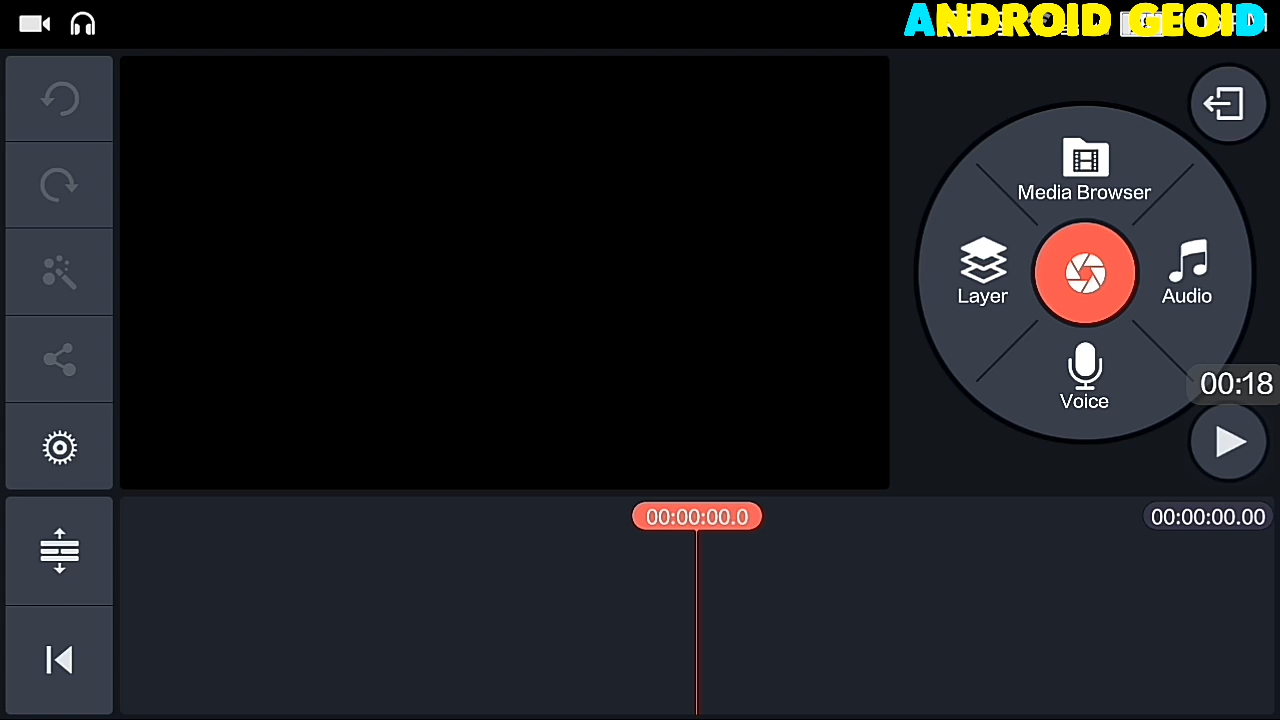 ANDROID GEOID
Media Browser
Layer
Audio
Voice
00:18
00:00:00.0
00:00:00.00